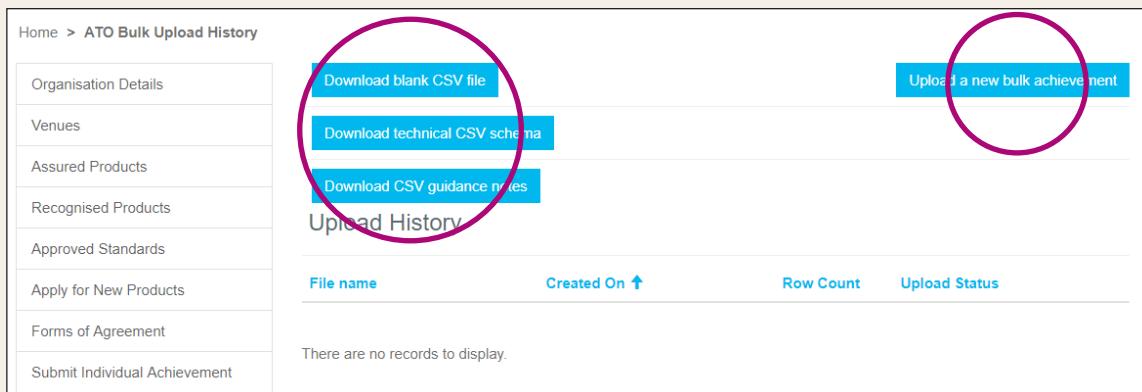 Home > ATO Bulk Upload History
Organisation Details
Venues
Assured Products
Recognised Products
Approved Standards
Apply for New Products
Forms of Agreement
Submit Individual Achievement
Download blank CSV file
Upload a new bulk achievement
Download technical CSV schema
Download CSV guidance notes
Upload History
File name Created On ↑ Row Count Upload Status
There are no records to display.